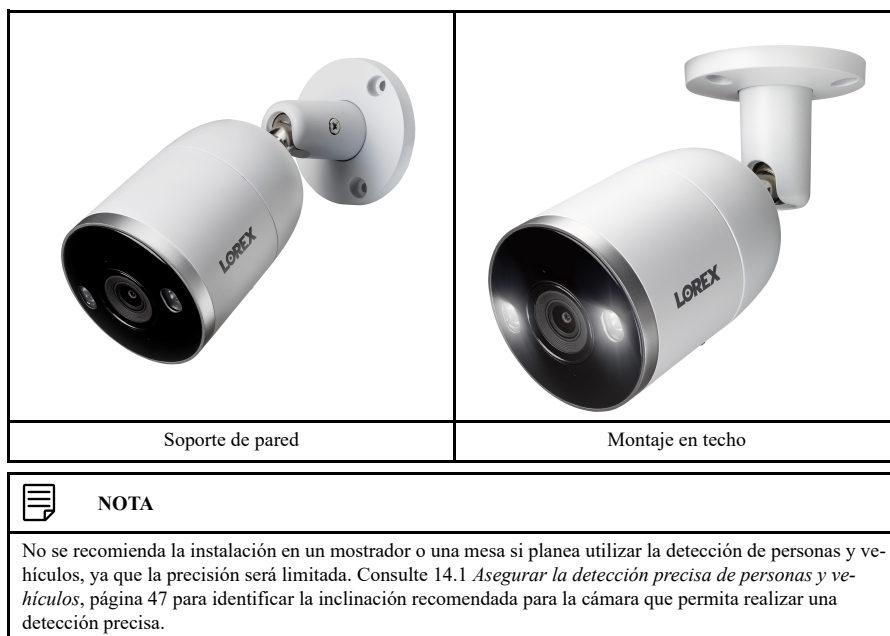 LOREX
LOREX
Soporte de pared
Montaje en techo
NOTA
No se recomienda la instalación en un mostrador o una mesa si planea utilizar la detección de personas y ve-
hículos, ya que la precisión será limitada. Consulte 14.1 Asegurar la detección precisa de personas y ve-
hículos, página 47 para identificar la inclinación recomendada para la cámara que permita realizar una
detección precisa.